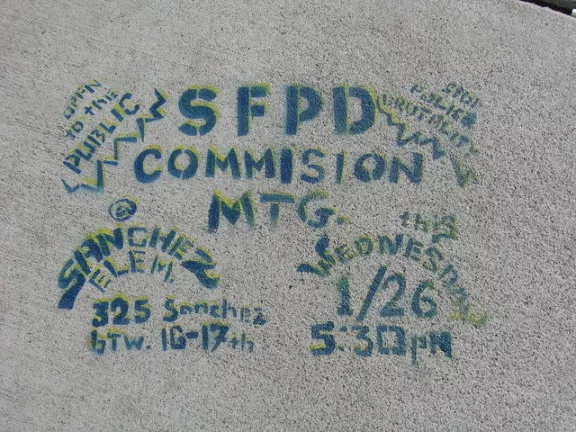 OPEN
TO the
PUBLIC
SFPD
STOP
POLICE
BRUTALITY
COMMISION
MTG.
@
SANCHEZ
ELEM.
325 Sanchez
bTW. 16-17th
this
WEDNESDAY
1/26
5:30pM